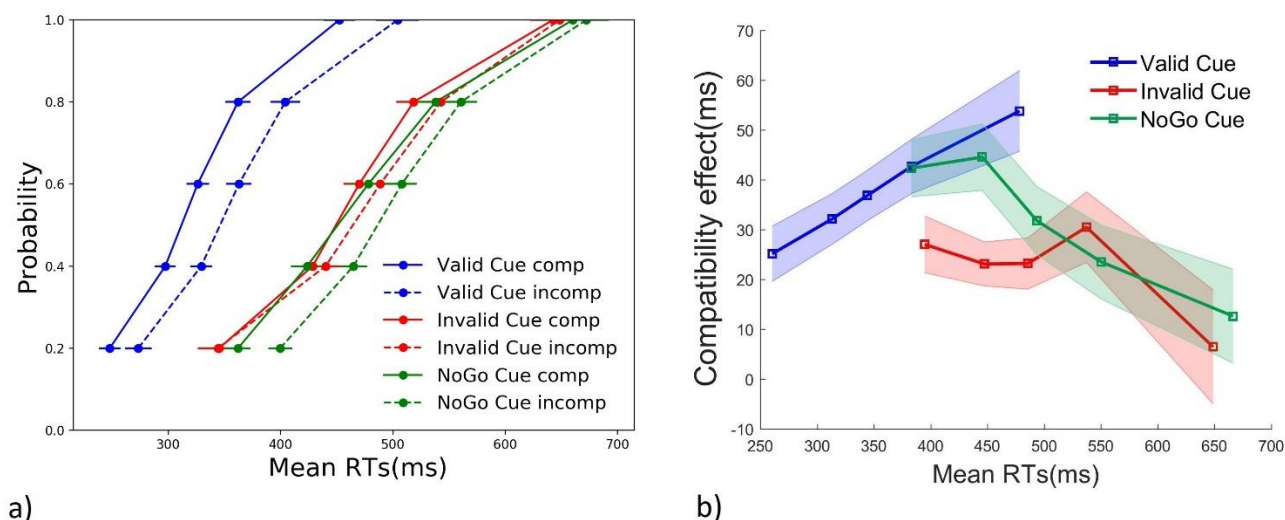 1.0
0.8
0.6
0.4
0.2
0.0
Probability
300 400 500 600 700
Mean RTs(ms)
Valid Cue comp
Valid Cue incomp
Invalid Cue comp
Invalid Cue incomp
NoGo Cue comp
NoGo Cue incomp
a)
70
60
50
40
30
20
10
0
-10
Compatibility effect(ms)
250 300 350 400 450 500 550 600 650 700
Mean RTs(ms)
Valid Cue
Invalid Cue
NoGo Cue
b)